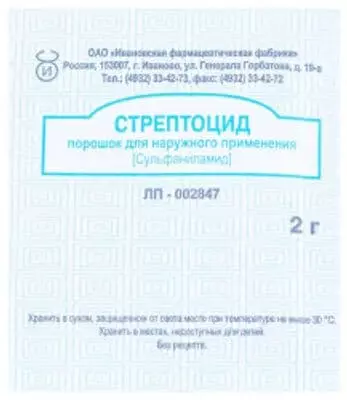 ОАО «Ивановская фармацевтическая фабрика»
Россия, 153007, г. Иваново, ул. Генерала Горбатова, д. 19-а
Тел.: (4932) 33-42-73, факс: (4932) 33-42-72
И
СТРЕПТОЦИД
порошок для наружного применения
[Сульфаниламид]
ЛП - 002847
2 г
Хранить в сухом, защищенном от света месте при температуре не выше 30 °С.
Хранить в местах, недоступных для детей.
Без рецепта.